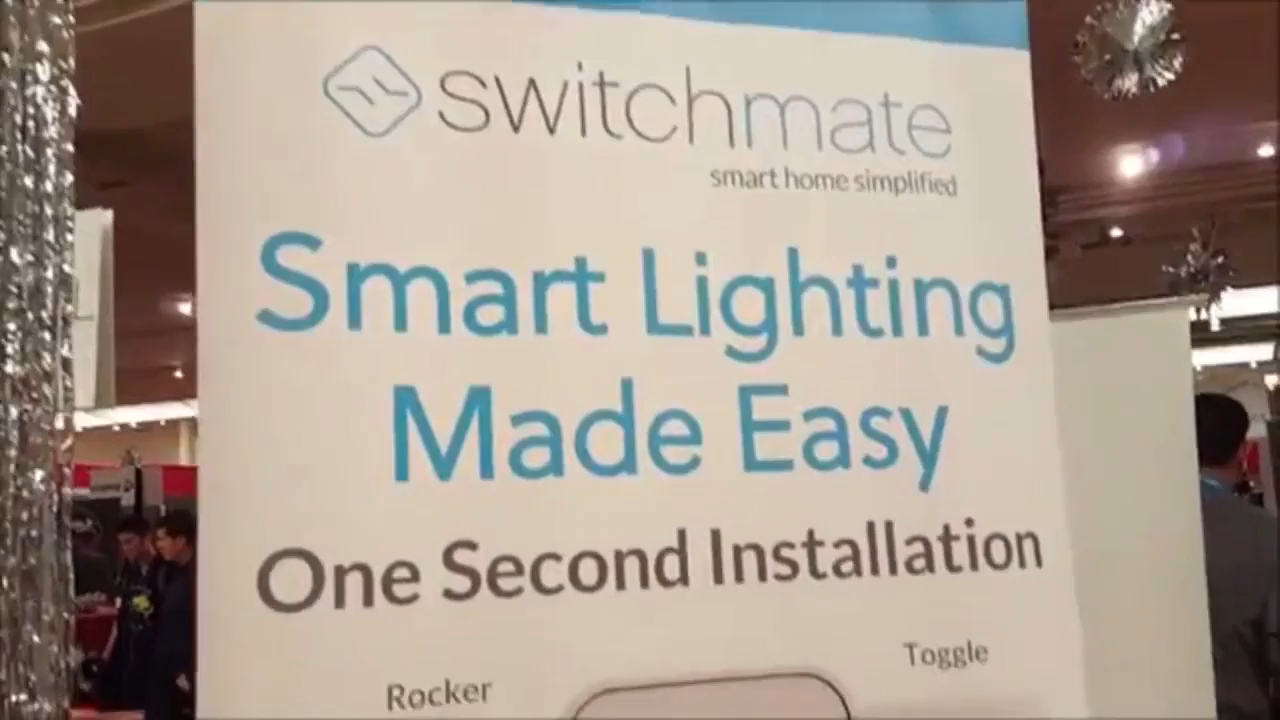 switchmate
smart home simplified
Smart Lighting
Made Easy
One Second Installation
Toggle
Rocker